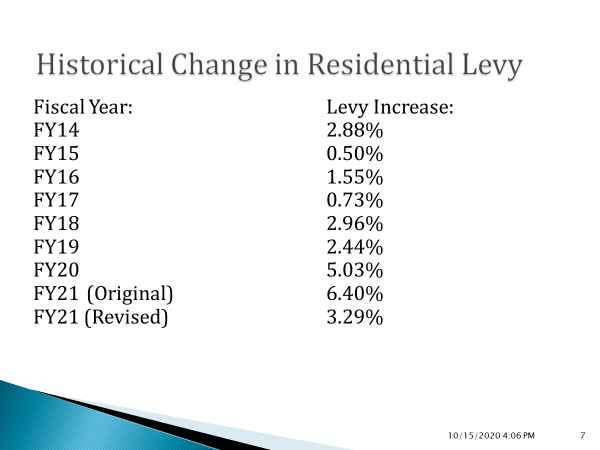 Historical Change in Residential Levy
Fiscal Year: Levy Increase:
FY14 2.88%
FY15 0.50%
FY16 1.55%
FY17 0.73%
FY18 2.96%
FY19 2.44%
FY20 5.03%
FY21 (Original) 6.40%
FY21 (Revised) 3.29%
10/15/2020 4:06 PM 7